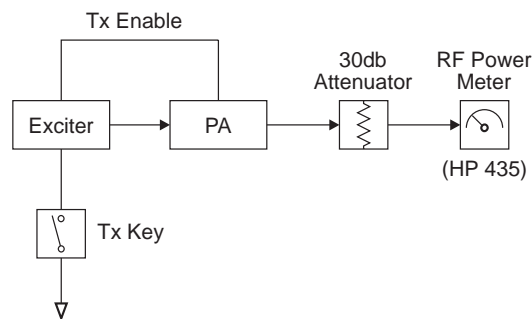 Tx Enable
30db
Attenuator
RF Power
Meter
Exciter
PA
(HP 435)
Tx Key